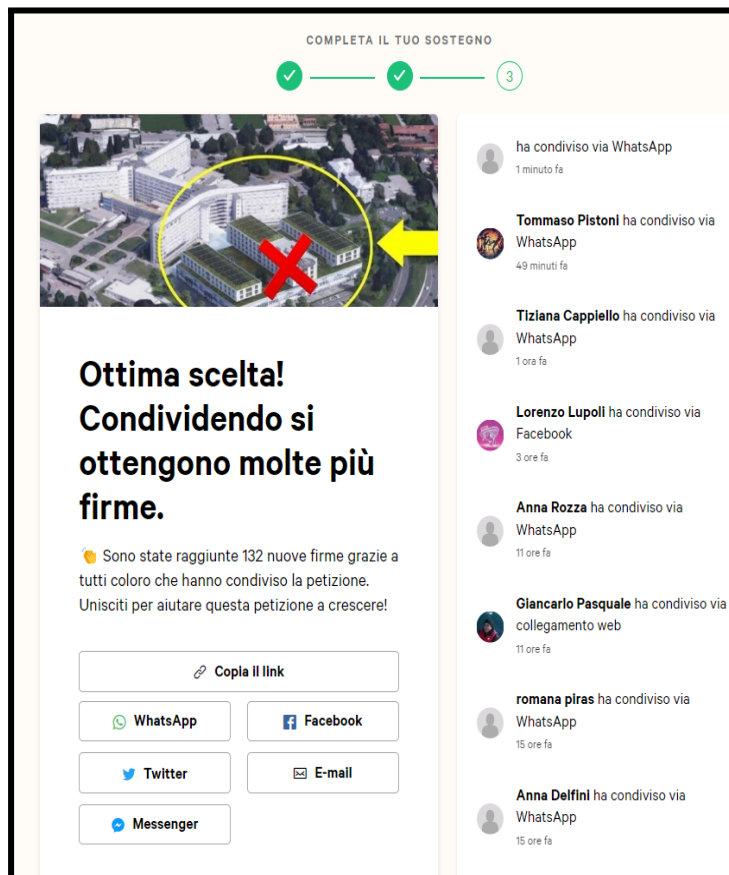 COMPLETA IL TUO SOSTEGNO
3
Ottima scelta!
Condividendo si
ottengono molte più
firme.
👏 Sono state raggiunte 132 nuove firme grazie a
tutti coloro che hanno condiviso la petizione.
Unisciti per aiutare questa petizione a crescere!
Copia il link
WhatsApp
Facebook
Twitter
E-mail
Messenger
ha condiviso via WhatsApp
1 minuto fa
Tommaso Pistoni ha condiviso via
WhatsApp
49 minuti fa
Tiziana Cappiello ha condiviso via
WhatsApp
1 ora fa
Lorenzo Lupoli ha condiviso via
Facebook
3 ore fa
Anna Rozza ha condiviso via
WhatsApp
11 ore fa
Giancarlo Pasquale ha condiviso via
collegamento web
11 ore fa
romana piras ha condiviso via
WhatsApp
15 ore fa
Anna Delfini ha condiviso via
WhatsApp
15 ore fa